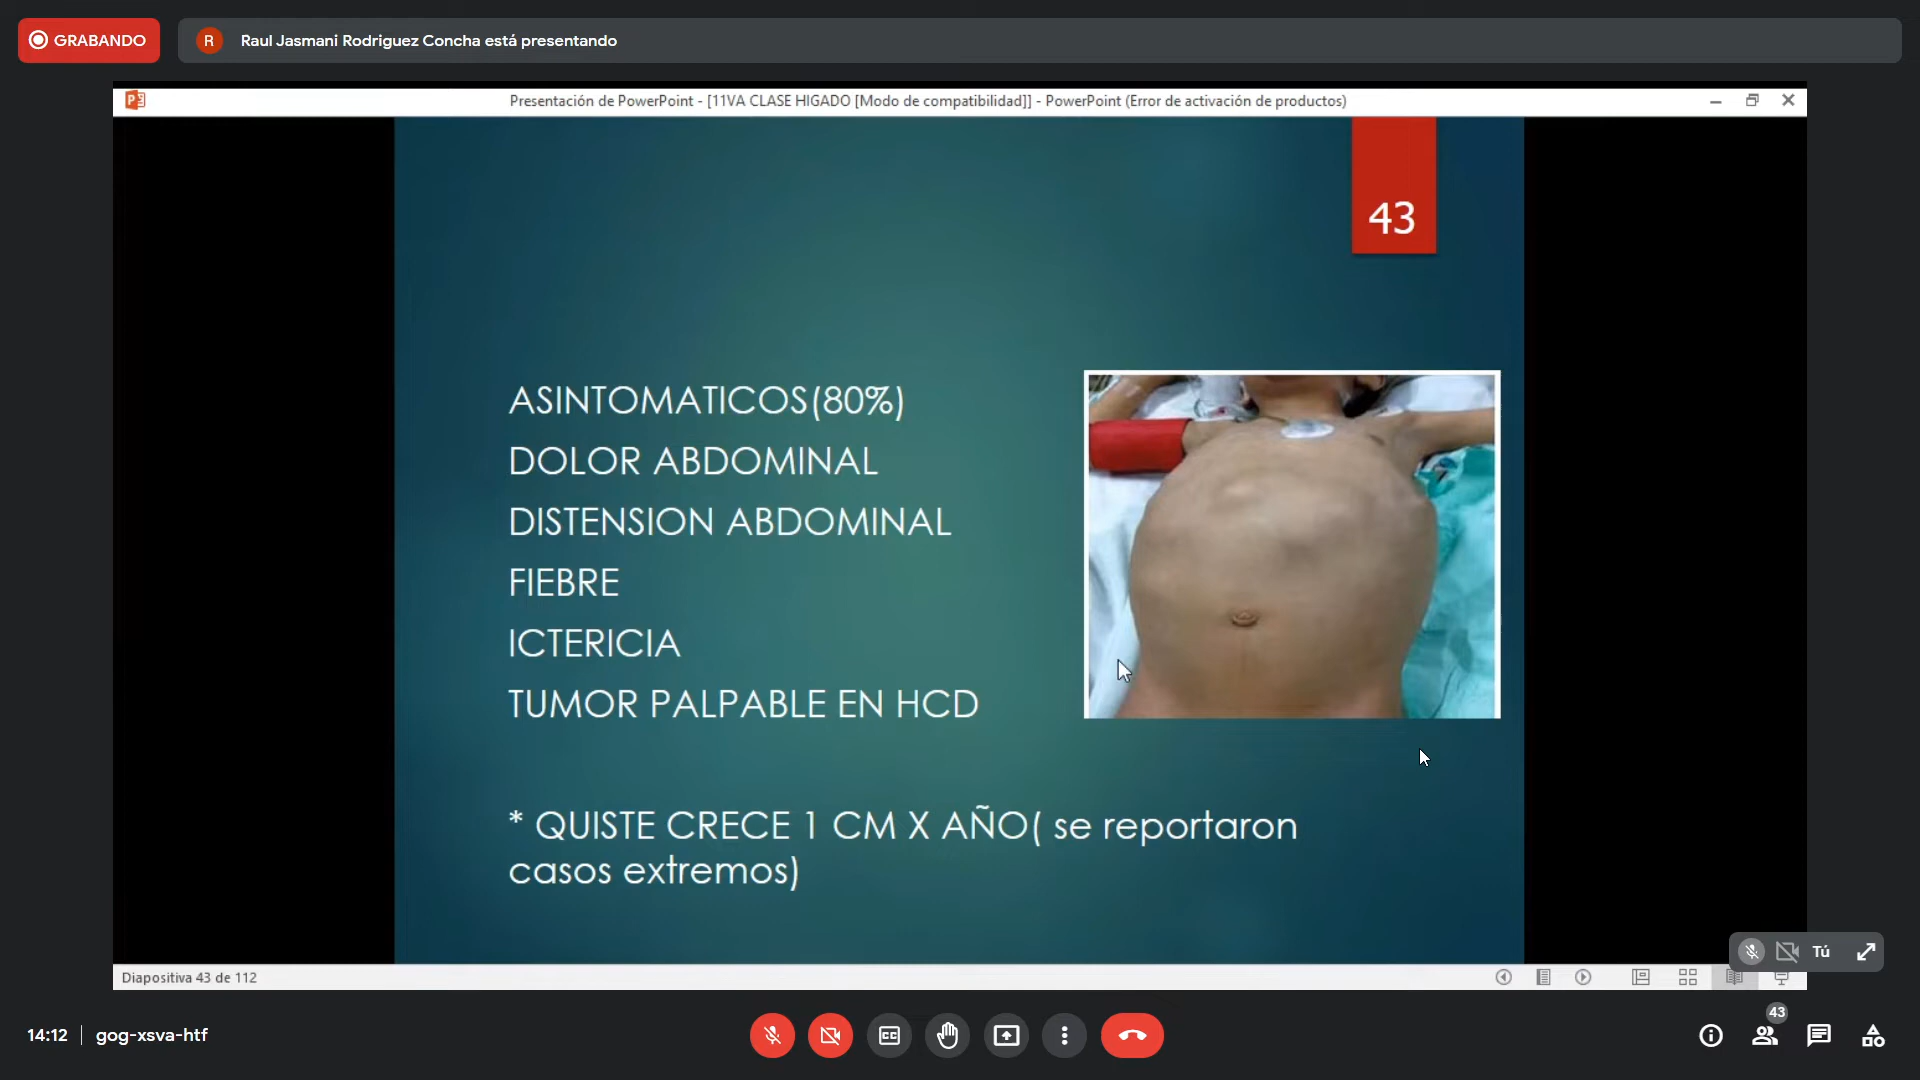 GRABANDO
R
Raul Jasmani Rodriguez Concha está presentando
Presentación de PowerPoint - [11VA CLASE HIGADO [Modo de compatibilidad]] - PowerPoint (Error de activación de productos)
43
ASINTOMATICOS(80%)
DOLOR ABDOMINAL
DISTENSION ABDOMINAL
FIEBRE
ICTERICIA
TUMOR PALPABLE EN HCD
* QUISTE CRECE 1 CM X AÑO( se reportaron
casos extremos)
Tú
Diapositiva 43 de 112
14:12
gog-xsva-htf
CC
43